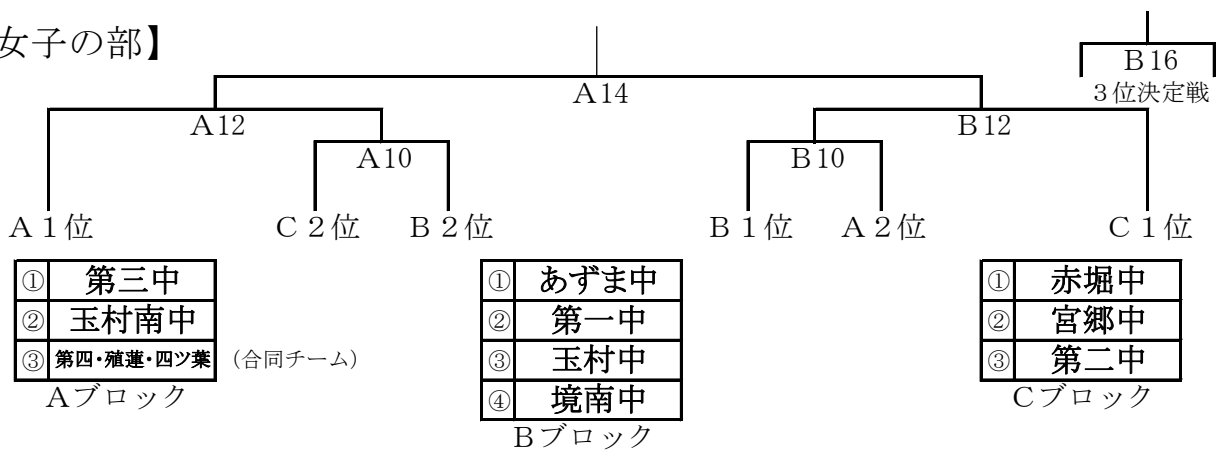 女子の部】
B16
3位決定戦
A14
A12
B12
A10
B10
A1位
C2位
B2位
B1位
A2位
C1位
① 第三中
② 玉村南中
③ 第四・殖蓮・四ツ葉 (合同チーム)
Aブロック
① あずま中
② 第一中
③ 玉村中
④ 境南中
Bブロック
① 赤堀中
② 宮郷中
③ 第二中
Cブロック